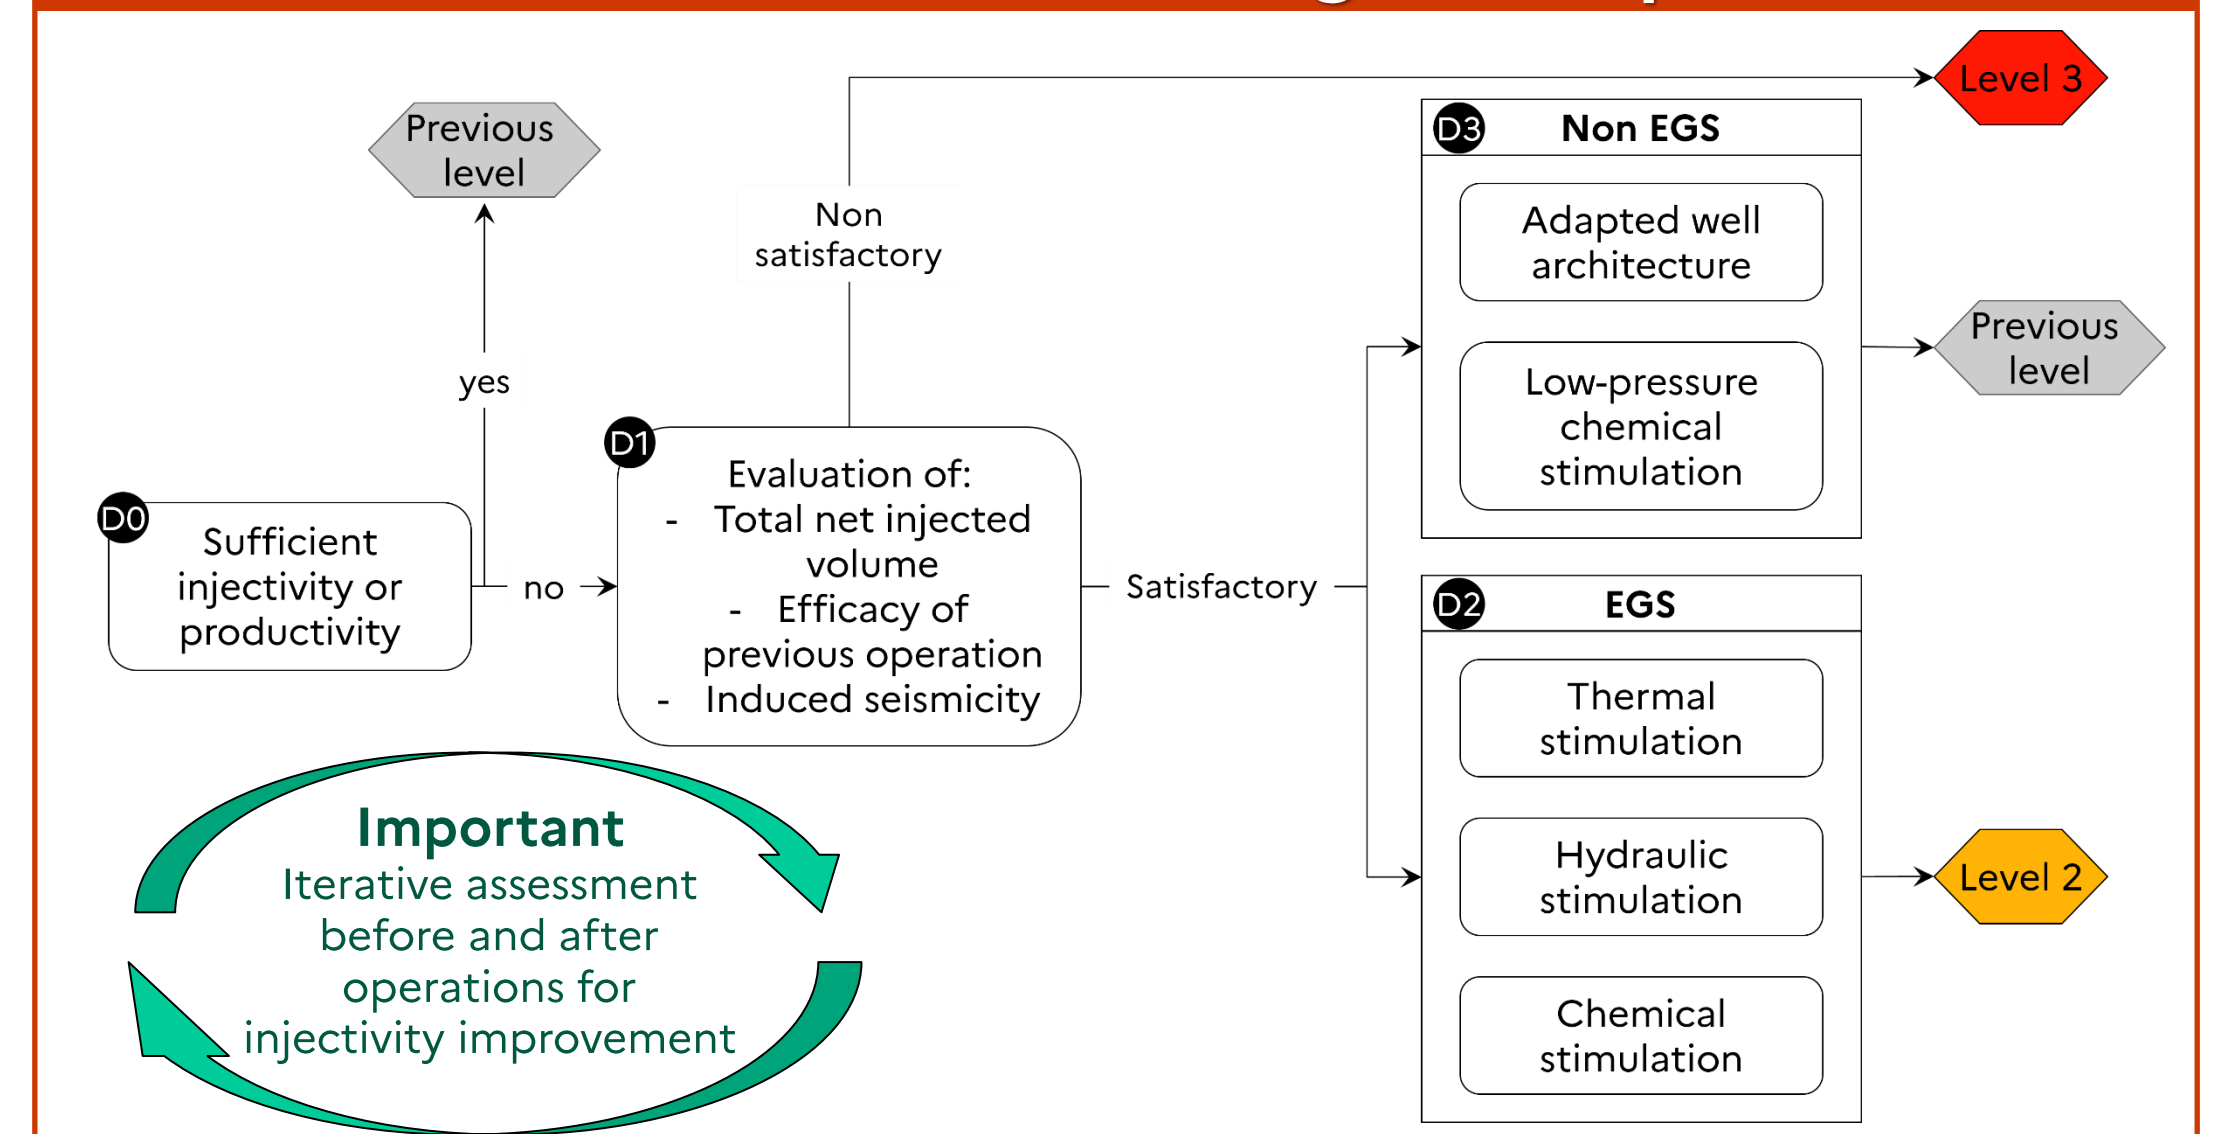 Level 3
Previous
level
D3
Non EGS
Non
satisfactory
Adapted well
architecture
Previous
level
yes
Low-pressure
chemical
stimulation
D0
Sufficient
injectivity or
productivity
no
D1
Evaluation of:
- Total net injected
volume
- Efficacy of
previous operation
- Induced seismicity
Satisfactory
D2
EGS
Thermal
stimulation
Hydraulic
stimulation
Chemical
stimulation
Level 2
Important
Iterative assessment
before and after
operations for
injectivity improvement